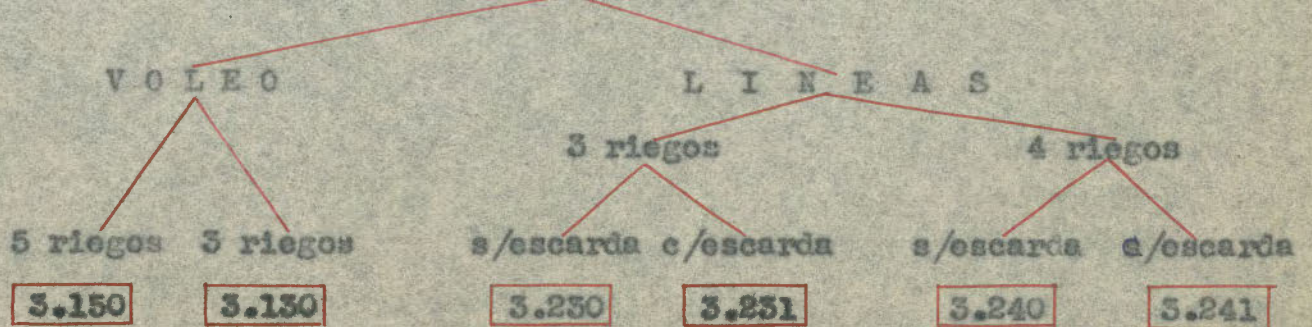 V O L E O L I N E A S
3 riegos 4 riegos
5 riegos 3 riegos s/escarda c/escarda s/escarda c/escarda
3.150 3.130 3.230 3.231 3.240 3.241